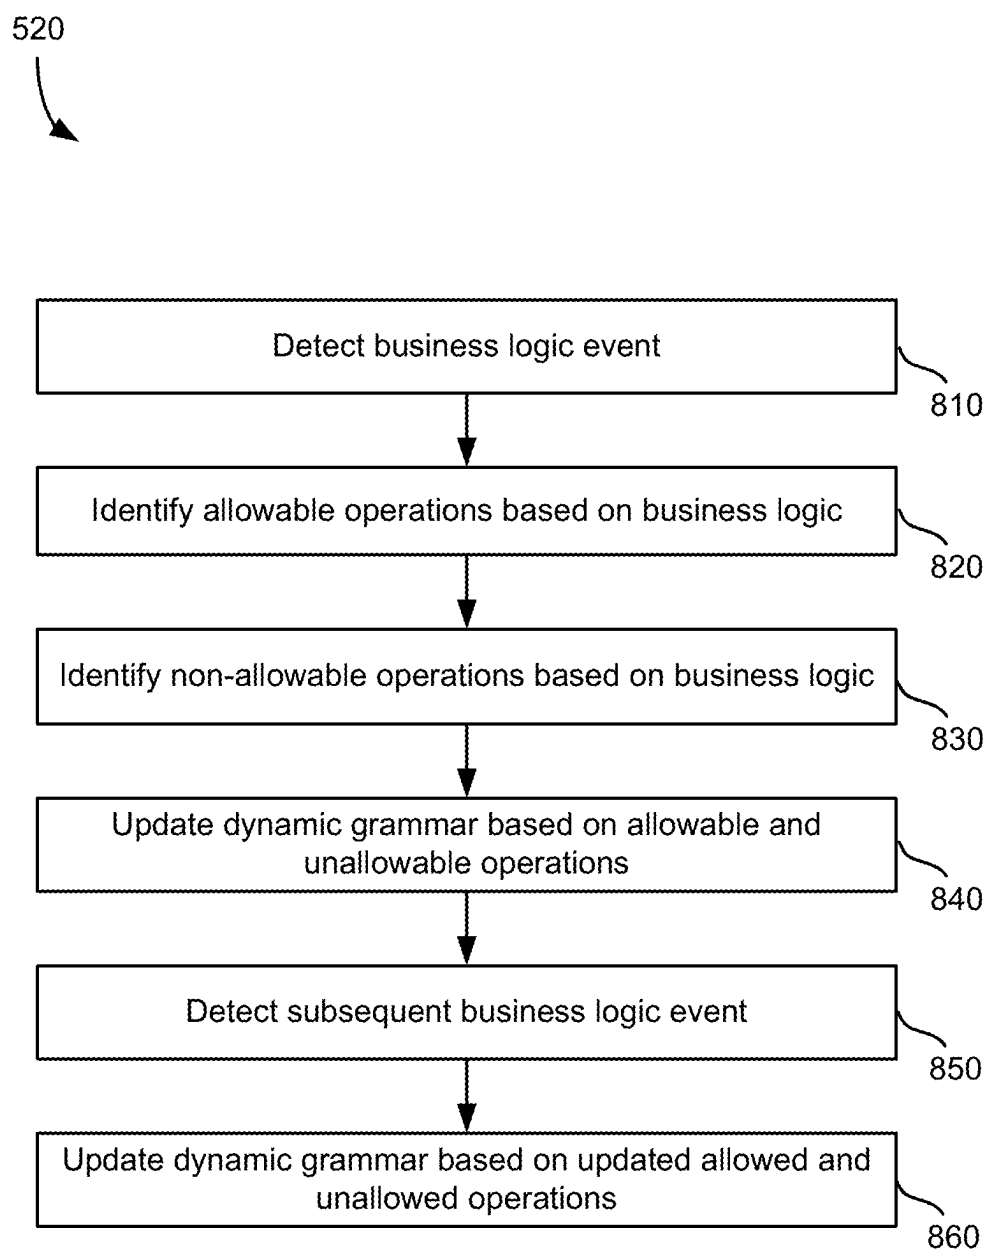 520
Detect business logic event
810
Identify allowable operations based on business logic
820
Identify non-allowable operations based on business logic
830
Update dynamic grammar based on allowable and
unallowable operations
840
Detect subsequent business logic event
850
Update dynamic grammar based on updated allowed and
unallowed operations
860